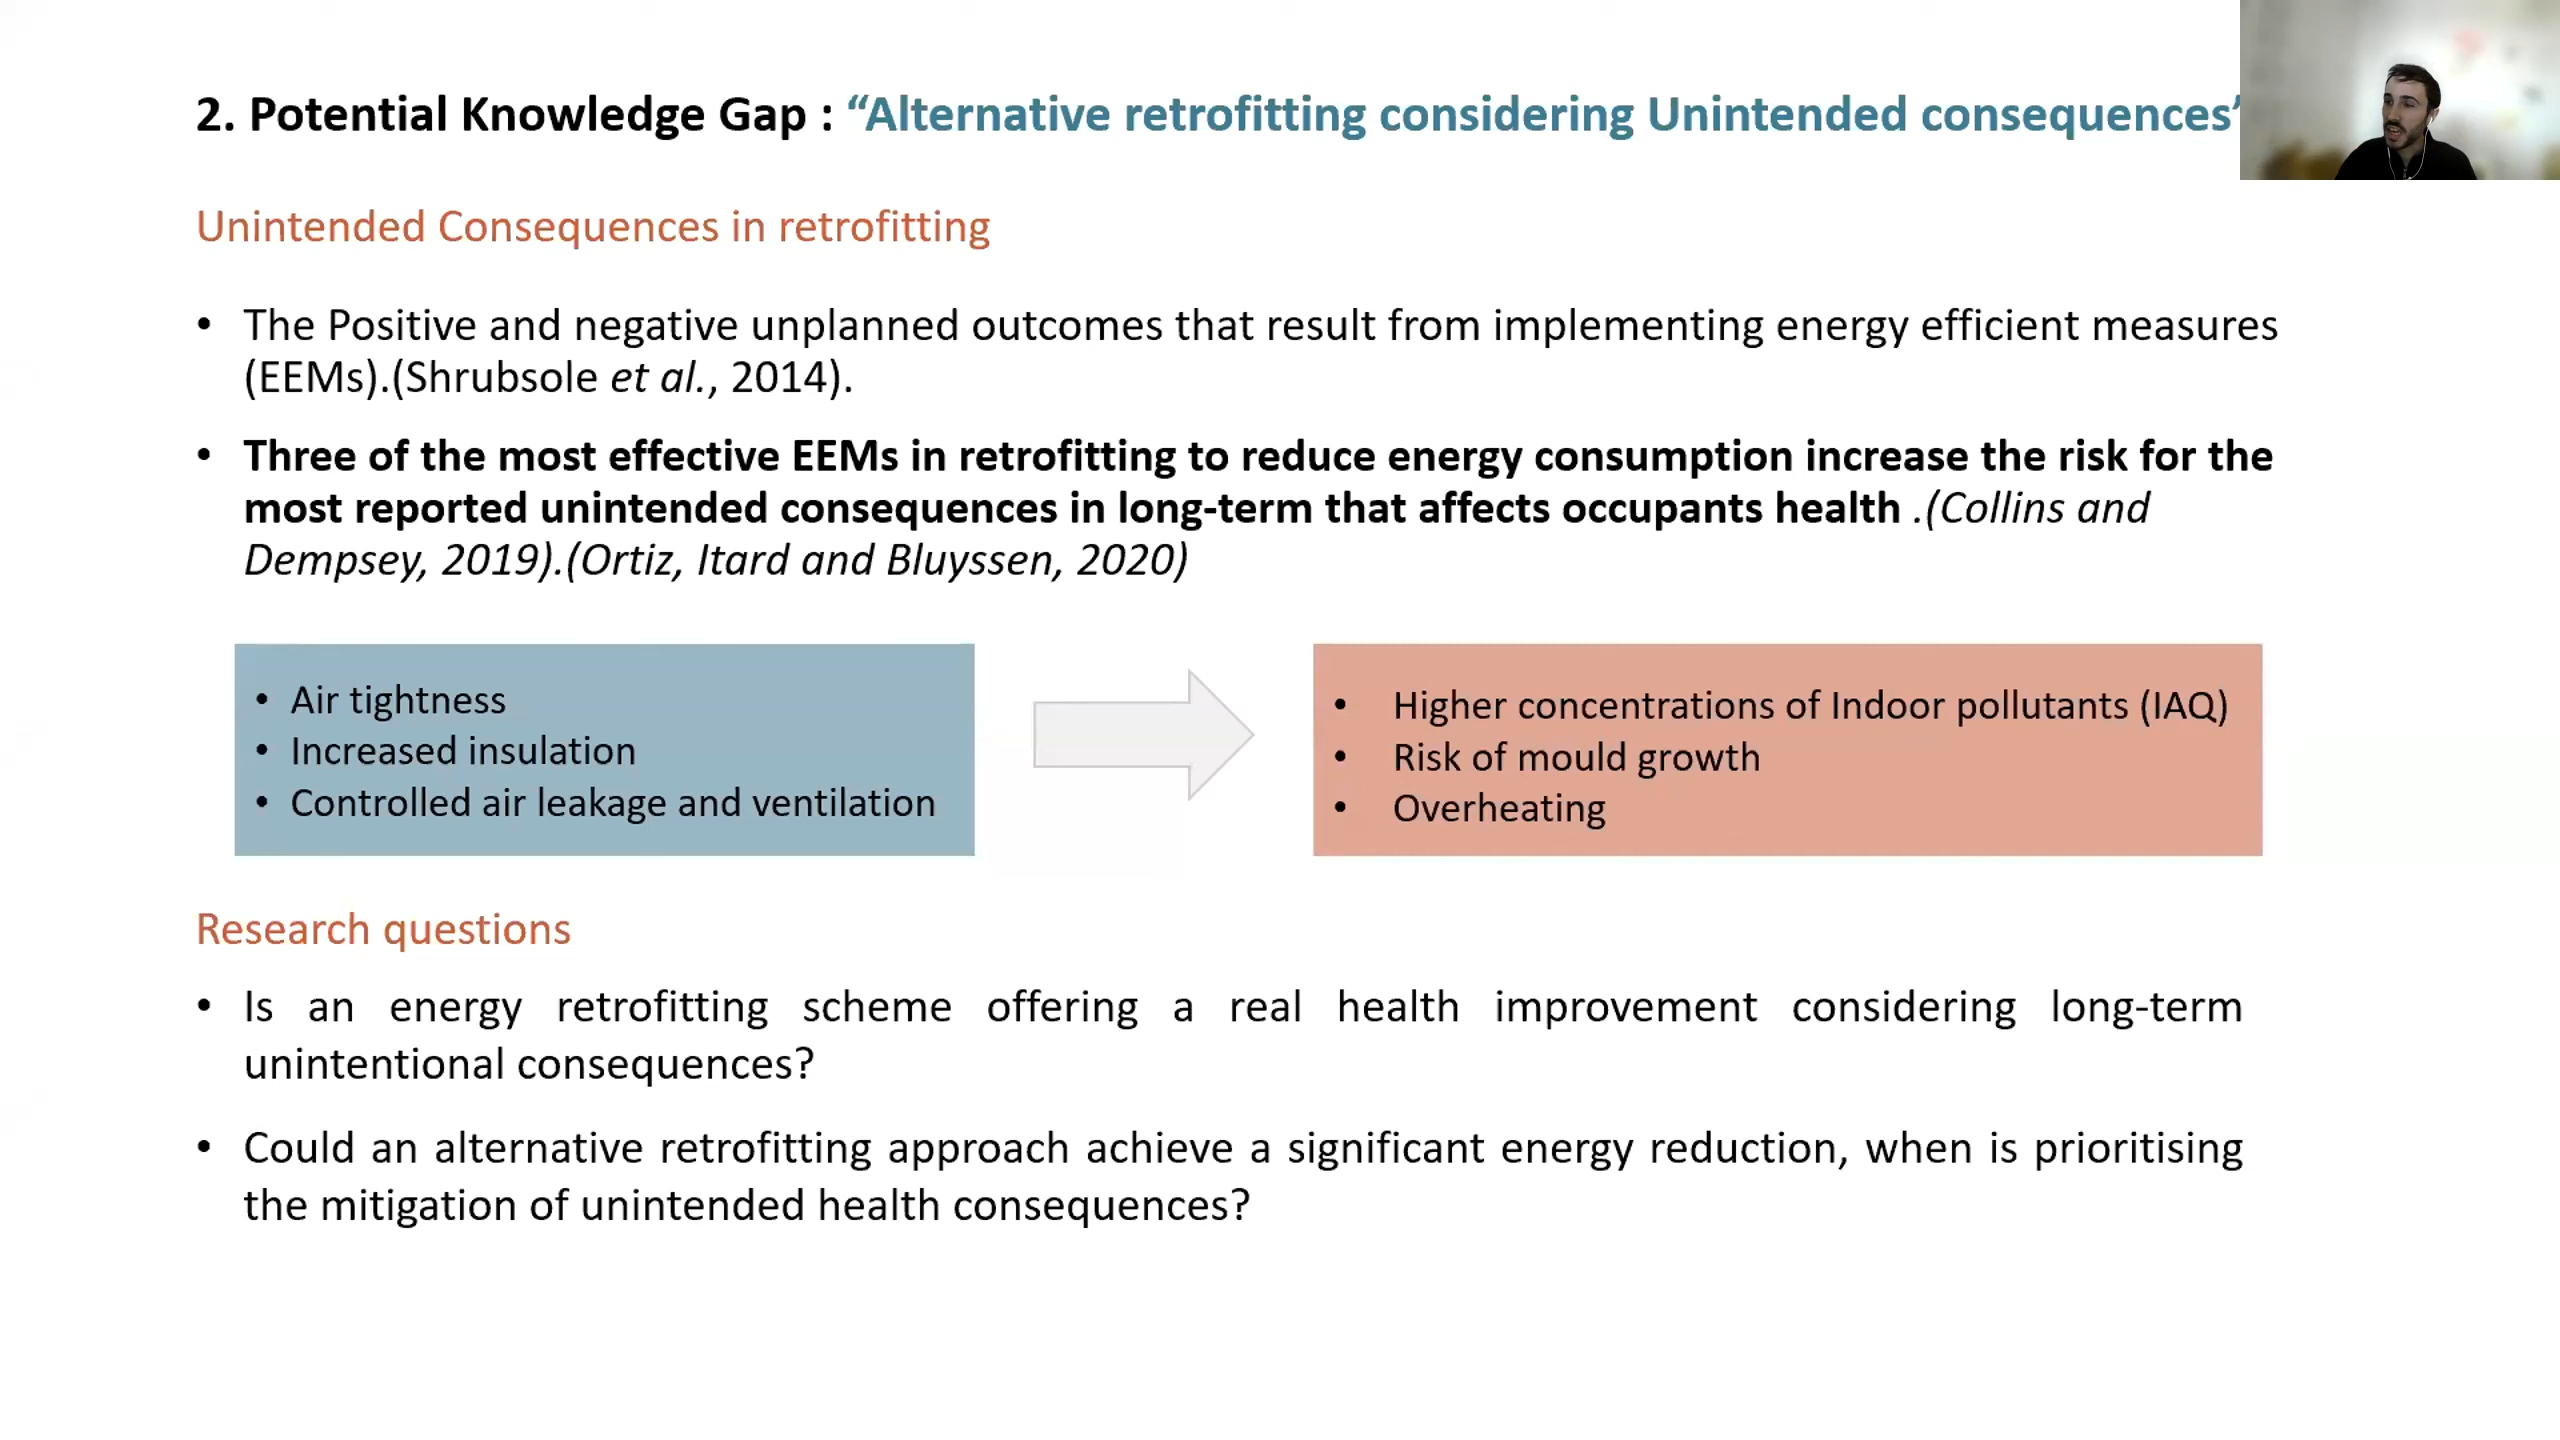 2. Potential Knowledge Gap : “Alternative retrofitting considering Unintended consequences”
Unintended Consequences in retrofitting
• The Positive and negative unplanned outcomes that result from implementing energy efficient measures
(EEMs).(Shrubsole et al., 2014).
• Three of the most effective EEMs in retrofitting to reduce energy consumption increase the risk for the
most reported unintended consequences in long-term that affects occupants health .(Collins and
Dempsey, 2019).(Ortiz, Itard and Bluyssen, 2020)
• Air tightness
• Increased insulation
• Controlled air leakage and ventilation
• Higher concentrations of Indoor pollutants (IAQ)
• Risk of mould growth
• Overheating
Research questions
• Is an energy retrofitting scheme offering a real health improvement considering long-term
unintentional consequences?
• Could an alternative retrofitting approach achieve a significant energy reduction, when is prioritising
the mitigation of unintended health consequences?